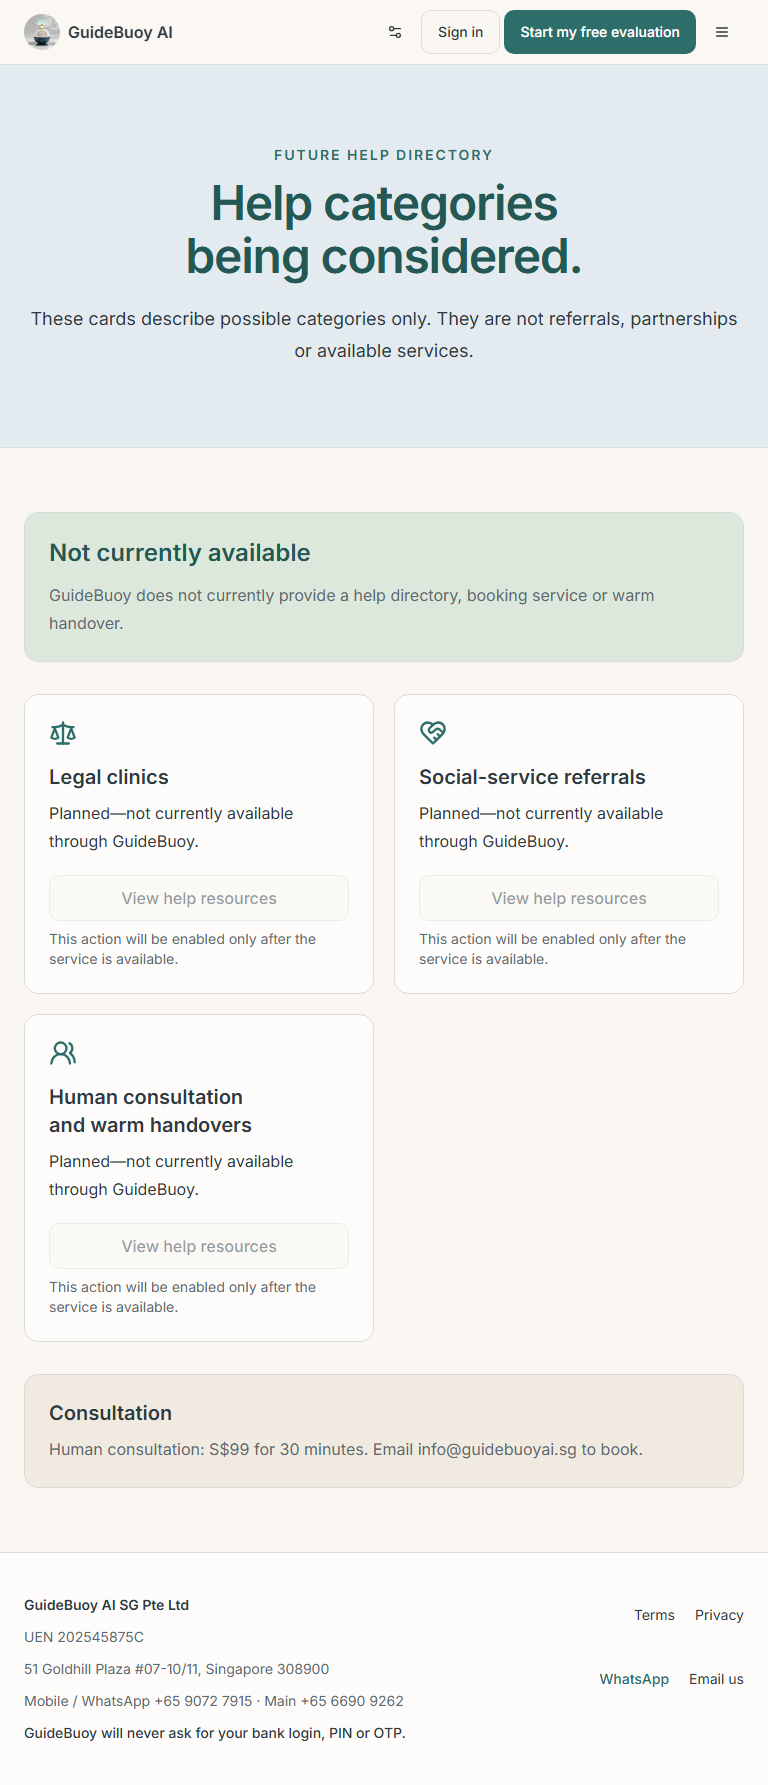 GuideBuoy AI
Sign in
Start my free evaluation
FUTURE HELP DIRECTORY
Help categories
being considered.
These cards describe possible categories only. They are not referrals, partnerships
or available services.
Not currently available
GuideBuoy does not currently provide a help directory, booking service or warm
handover.
Legal clinics
Planned—not currently available
through GuideBuoy.
View help resources
This action will be enabled only after the
service is available.
Social-service referrals
Planned—not currently available
through GuideBuoy.
View help resources
This action will be enabled only after the
service is available.
Human consultation
and warm handovers
Planned—not currently available
through GuideBuoy.
View help resources
This action will be enabled only after the
service is available.
Consultation
Human consultation: S$99 for 30 minutes. Email info@guidebuoyai.sg to book.
GuideBuoy AI SG Pte Ltd
UEN 202545875C
51 Goldhill Plaza #07-10/11, Singapore 308900
Mobile / WhatsApp +65 9072 7915 · Main +65 6690 9262
GuideBuoy will never ask for your bank login, PIN or OTP.
Terms
Privacy
WhatsApp
Email us